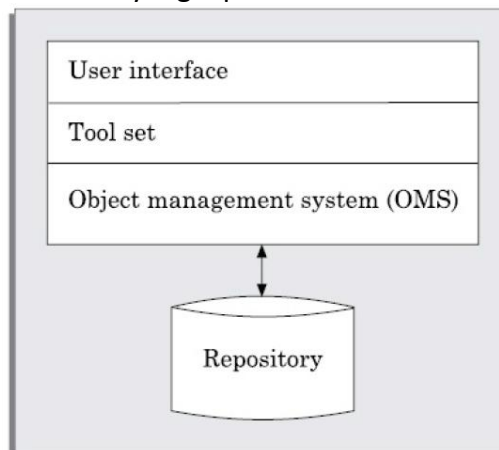 User interface
Tool set
Object management system (OMS)
Repository